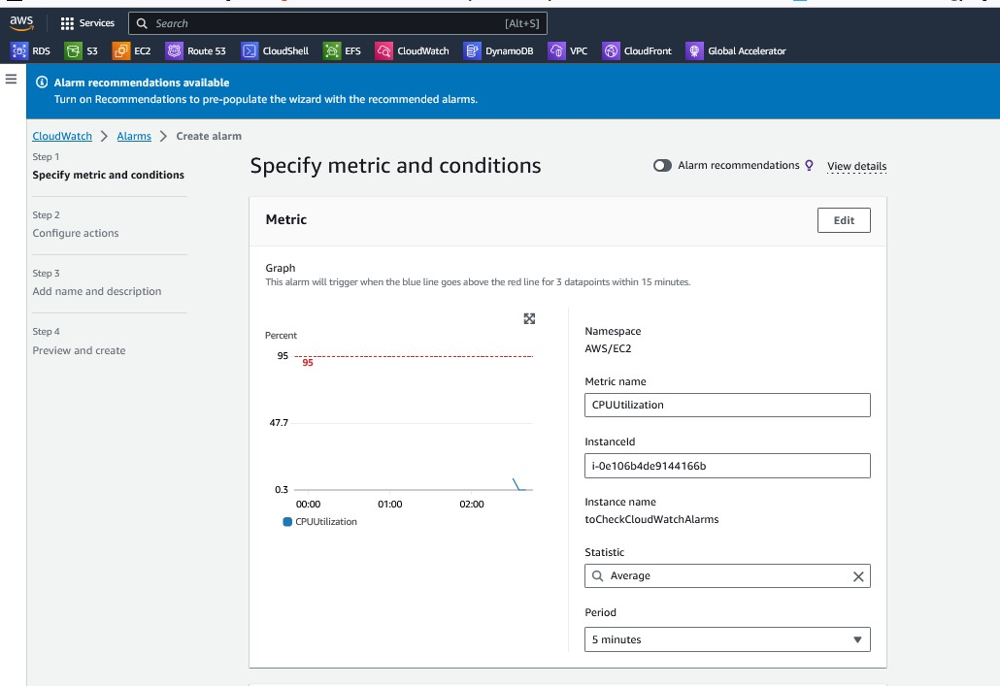 aws
Services
Search
[Alt+S]
RDS
S3
EC2
Route 53
CloudShell
EFS
CloudWatch
DynamoDB
VPC
CloudFront
Global Accelerator
Alarm recommendations available
Turn on Recommendations to pre-populate the wizard with the recommended alarms.
CloudWatch
Alarms
Create alarm
Step 1
Specify metric and conditions
Step 2
Configure actions
Step 3
Add name and description
Step 4
Preview and create
Specify metric and conditions
Alarm recommendations
View details
Metric
Edit
Graph
This alarm will trigger when the blue line goes above the red line for 3 datapoints within 15 minutes.
Percent
95
95
47.7
0.3
00:00
01:00
02:00
CPUUtilization
Namespace
AWS/EC2
Metric name
CPUUtilization
InstanceId
i-0e106b4de9144166b
Instance name
toCheckCloudWatchAlarms
Statistic
Average
Period
5 minutes